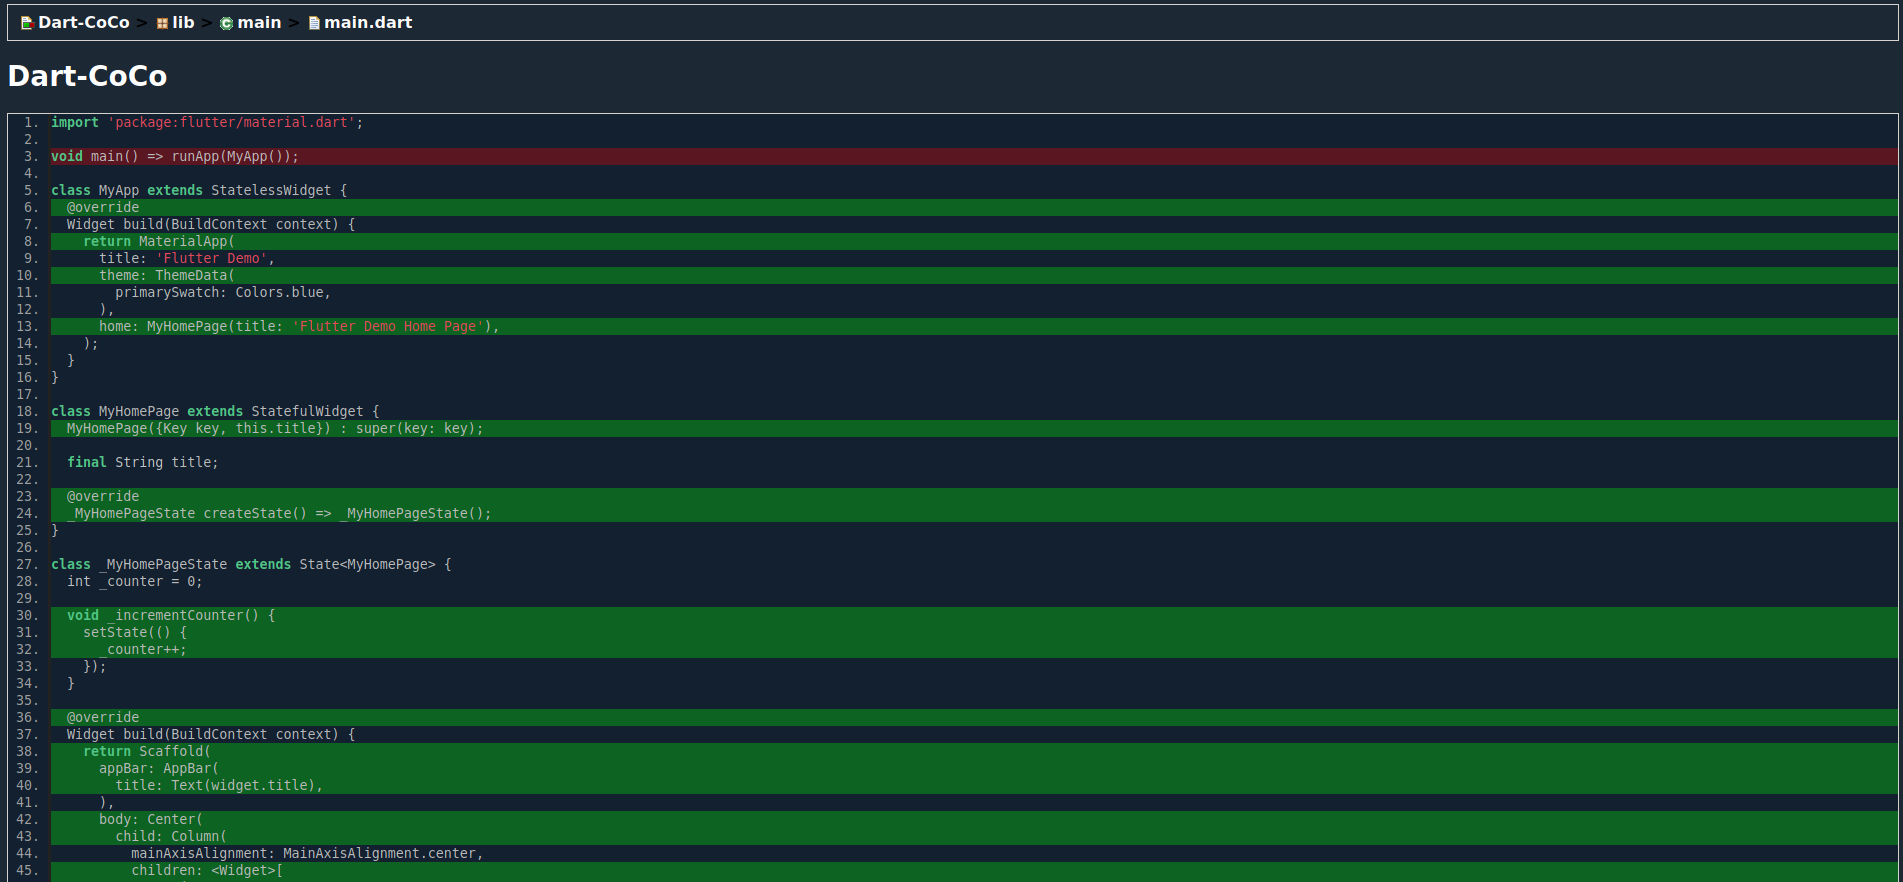 Dart-CoCo > lib > main > main.dart
Dart-CoCo
1. import 'package:flutter/material.dart';
2.
3. void main() => runApp(MyApp());
4.
5. class MyApp extends StatelessWidget {
6.   @override
7.   Widget build(BuildContext context) {
8.     return MaterialApp(
9.       title: 'Flutter Demo',
10.       theme: ThemeData(
11.         primarySwatch: Colors.blue,
12.       ),
13.       home: MyHomePage(title: 'Flutter Demo Home Page'),
14.     );
15.   }
16. }
17.
18. class MyHomePage extends StatefulWidget {
19.   MyHomePage({Key key, this.title}) : super(key: key);
20.
21.   final String title;
22.
23.   @override
24.   _MyHomePageState createState() => _MyHomePageState();
25. }
26.
27. class _MyHomePageState extends State<MyHomePage> {
28.   int _counter = 0;
29.
30.   void _incrementCounter() {
31.     setState(() {
32.       _counter++;
33.     });
34.   }
35.
36.   @override
37.   Widget build(BuildContext context) {
38.     return Scaffold(
39.       appBar: AppBar(
40.         title: Text(widget.title),
41.       ),
42.       body: Center(
43.         child: Column(
44.           mainAxisAlignment: MainAxisAlignment.center,
45.           children: <Widget>[